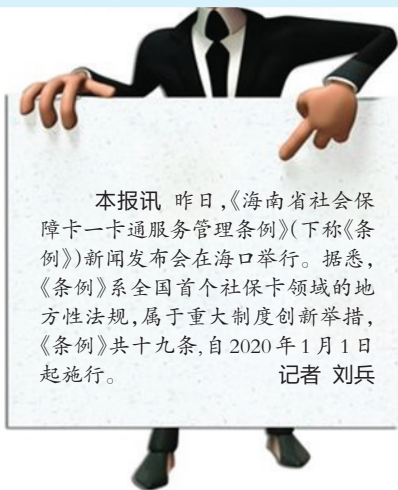 本报讯 昨日,《海南省社会保
障卡一卡通服务管理条例》(下称《条
例》)新闻发布会在海口举行。据悉,
《条例》系全国首个社保卡领域的地
方性法规,属于重大制度创新举措,
《条例》共十九条,自2020年1月1日
起施行。 记者 刘兵